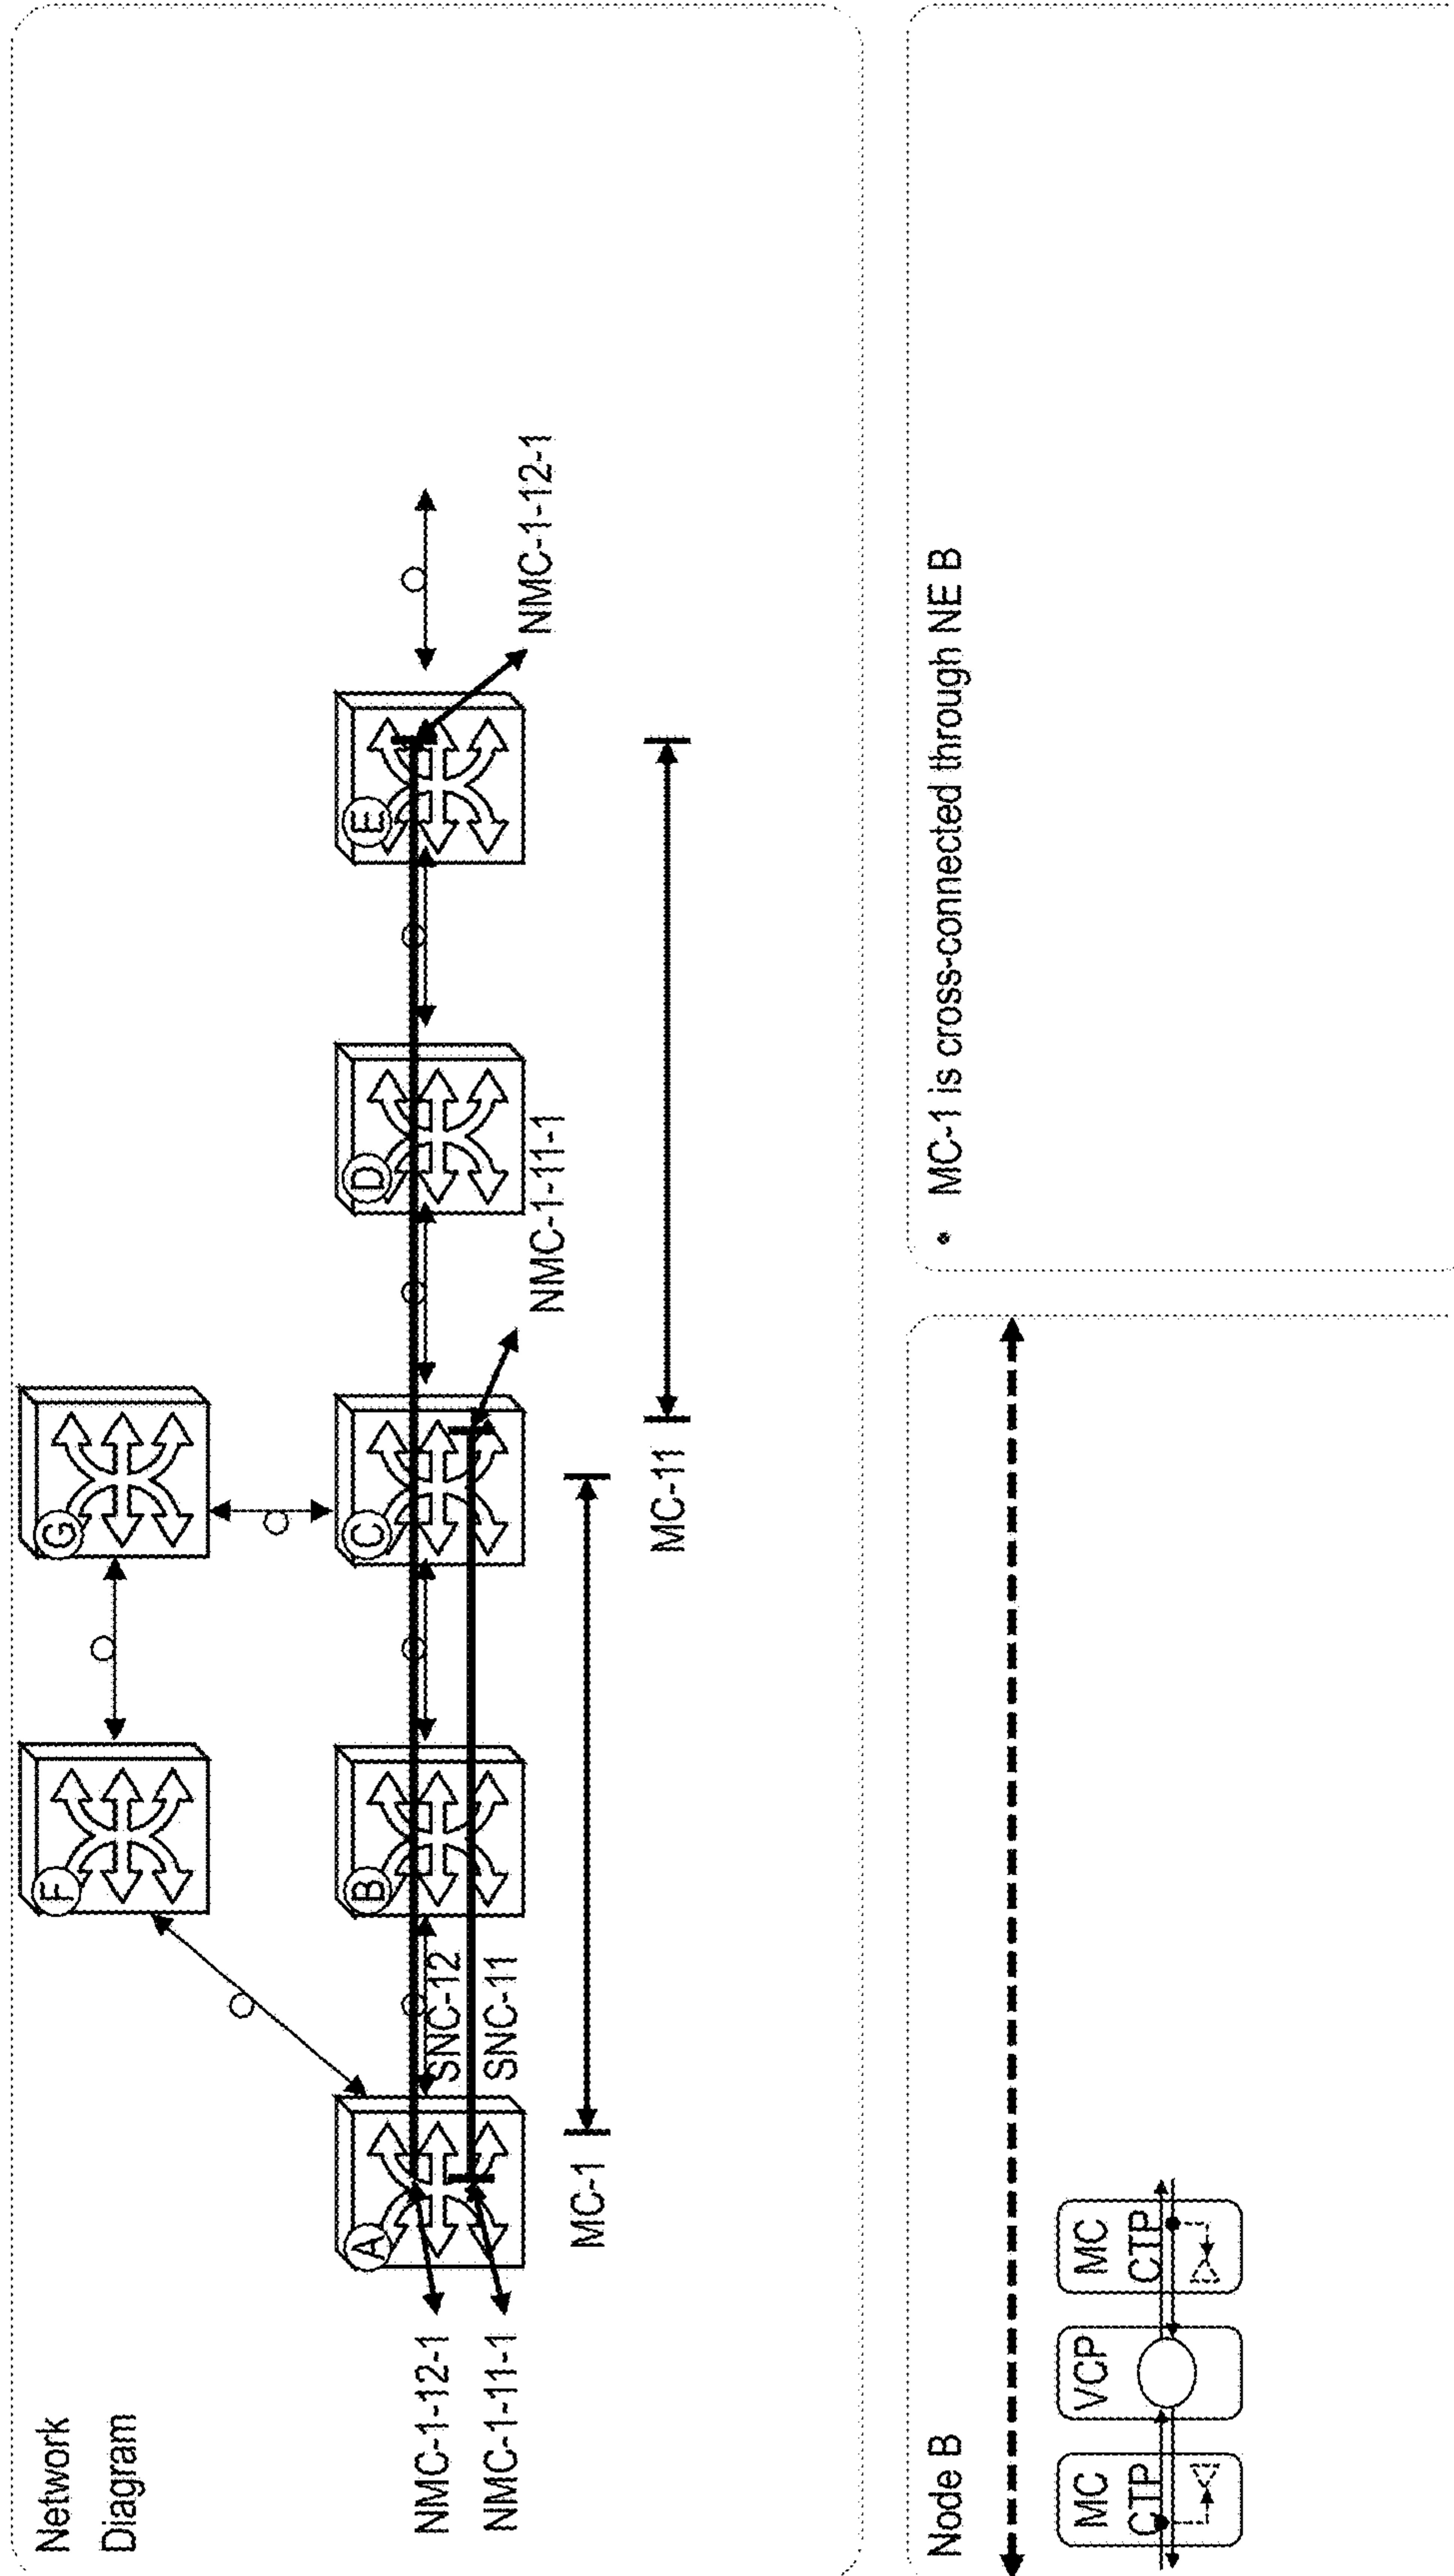 Network
Diagram
F
G
A
B
C
D
E
NMC-1-12-1
NMC-1-11-1
SNC-12
SNC-11
NMC-1-11-1
NMC-1-12-1
MC-1
MC-11
Node B
MC
CTP
VCP
MC
CTP
• MC-1 is cross-connected through NE B